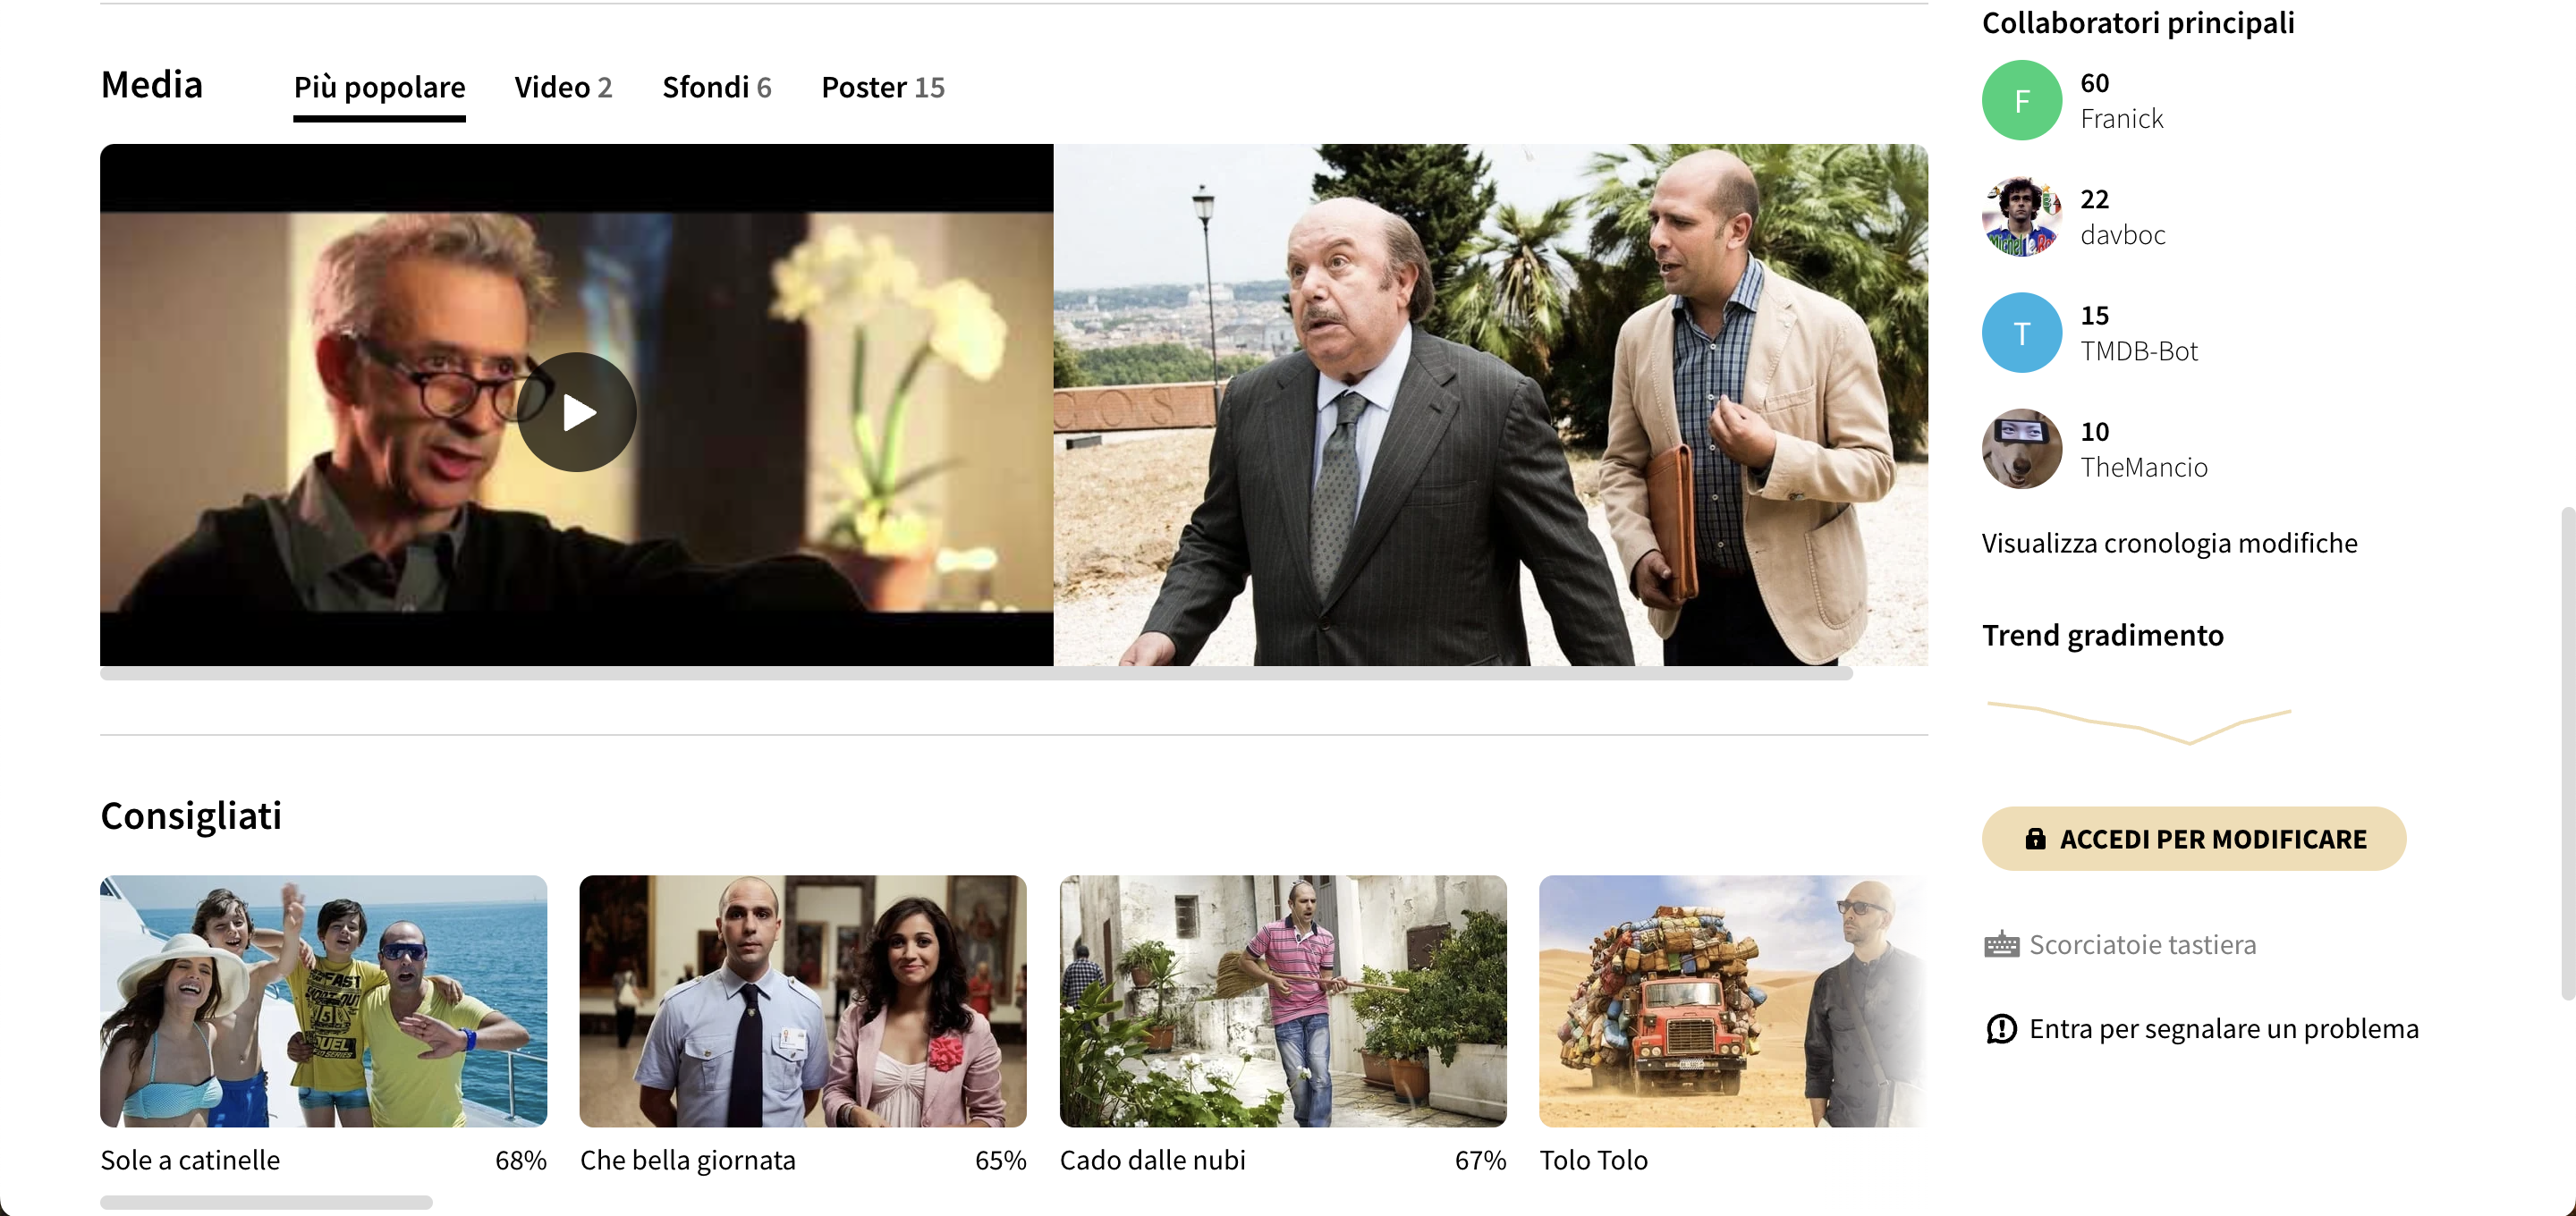 Media
Più popolare
Video 2
Sfondi 6
Poster 15
Consigliati
Sole a catinelle
68%
Che bella giornata
65%
Cado dalle nubi
67%
Tolo Tolo
Collaboratori principali
F
60
Franick
22
davboc
T
15
TMDB-Bot
10
TheMancio
Visualizza cronologia modifiche
Trend gradimento
ACCEDI PER MODIFICARE
Scorciatoie tastiera
Entra per segnalare un problema